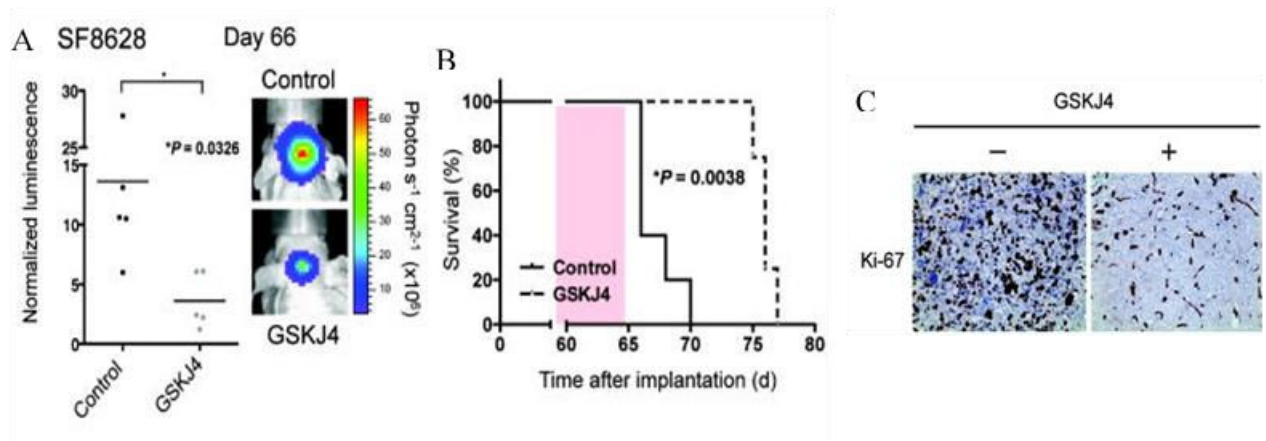 A SF8628 Day 66
Normalized luminescence
30
25
15
10
5
0
*
*P = 0.0326
Control
GSKJ4
Control
GSKJ4
60
50
40
30
20
10
Photon s-1 cm2-1 (x10⁶)
B
Survival (%)
100
80
60
40
20
0
*P = 0.0038
Control
GSKJ4
0 60 65 70 75 80
Time after implantation (d)
C
GSKJ4
− +
Ki-67